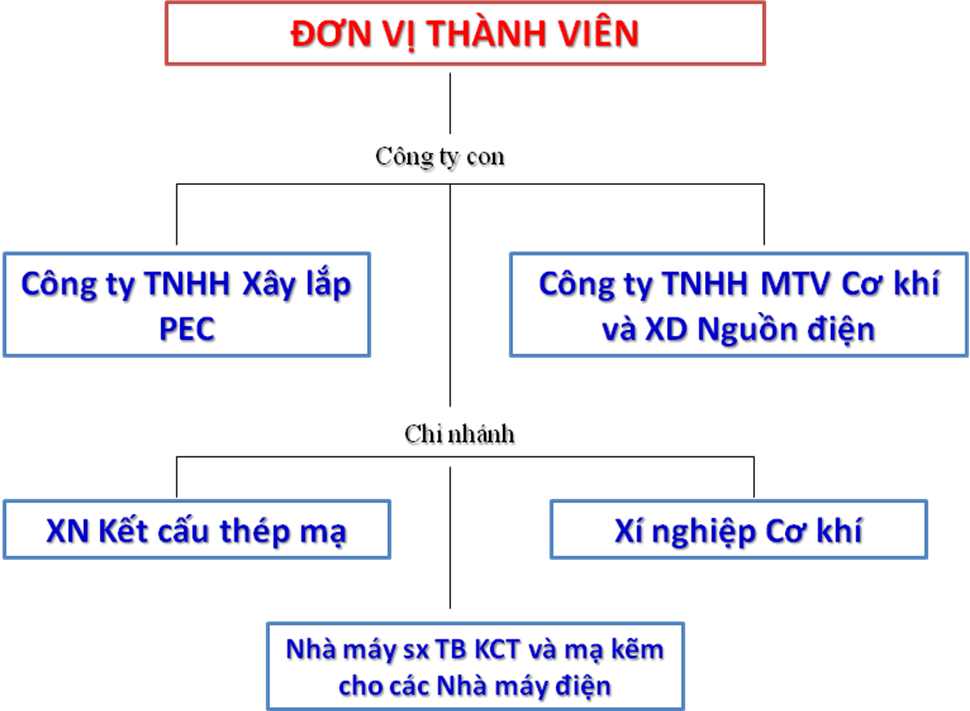 ĐƠN VỊ THÀNH VIÊN
Công ty con
Công ty TNHH Xây lắp
PEC
Công ty TNHH MTV Cơ khí
và XD Nguồn điện
Chi nhánh
XN Kết cấu thép mạ
Xí nghiệp Cơ khí
Nhà máy sx TB KCT và mạ kẽm
cho các Nhà máy điện